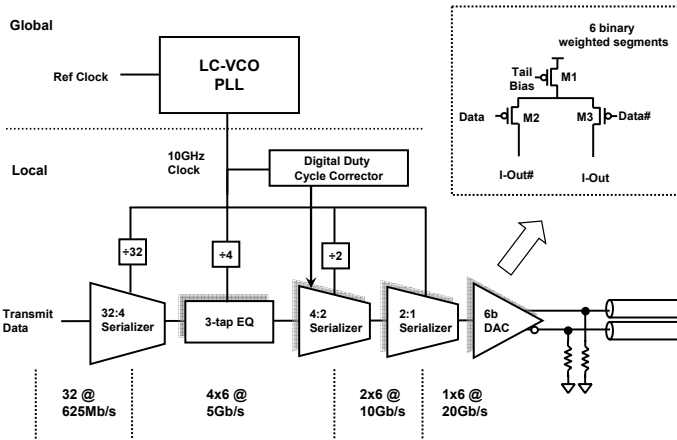 Global
LC-VCO
PLL
Ref Clock
6 binary
weighted segments
Tail
Bias
M1
Data
M2
M3
Data#
I-Out#
I-Out
Local
10GHz
Clock
Digital Duty
Cycle Corrector
÷32
÷4
÷2
Transmit
Data
32:4
Serializer
3-tap EQ
4:2
Serializer
2:1
Serializer
6b
DAC
32 @
625Mb/s
4x6 @
5Gb/s
2x6 @
10Gb/s
1x6 @
20Gb/s